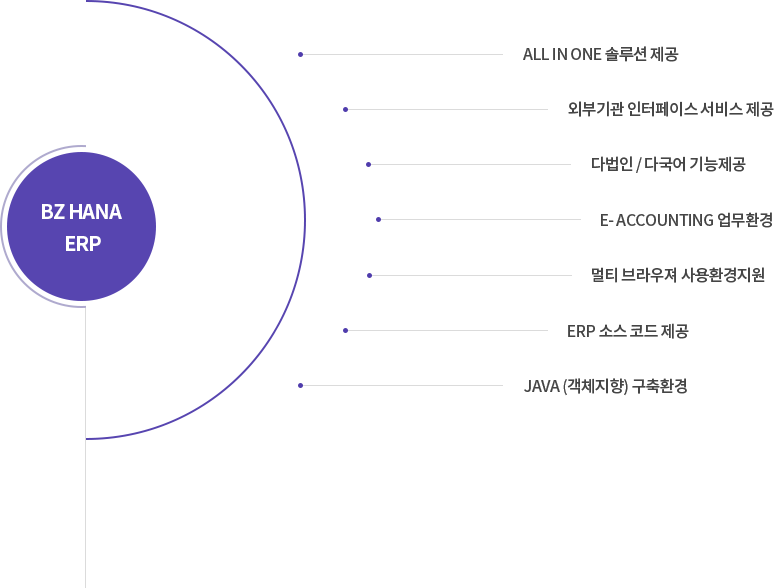 BZ HANA
ERP
ALL IN ONE 솔루션 제공
외부기관 인터페이스 서비스 제공
다법인 / 다국어 기능제공
E- ACCOUNTING 업무환경
멀티 브라우져 사용환경지원
ERP 소스 코드 제공
JAVA (객체지향) 구축환경